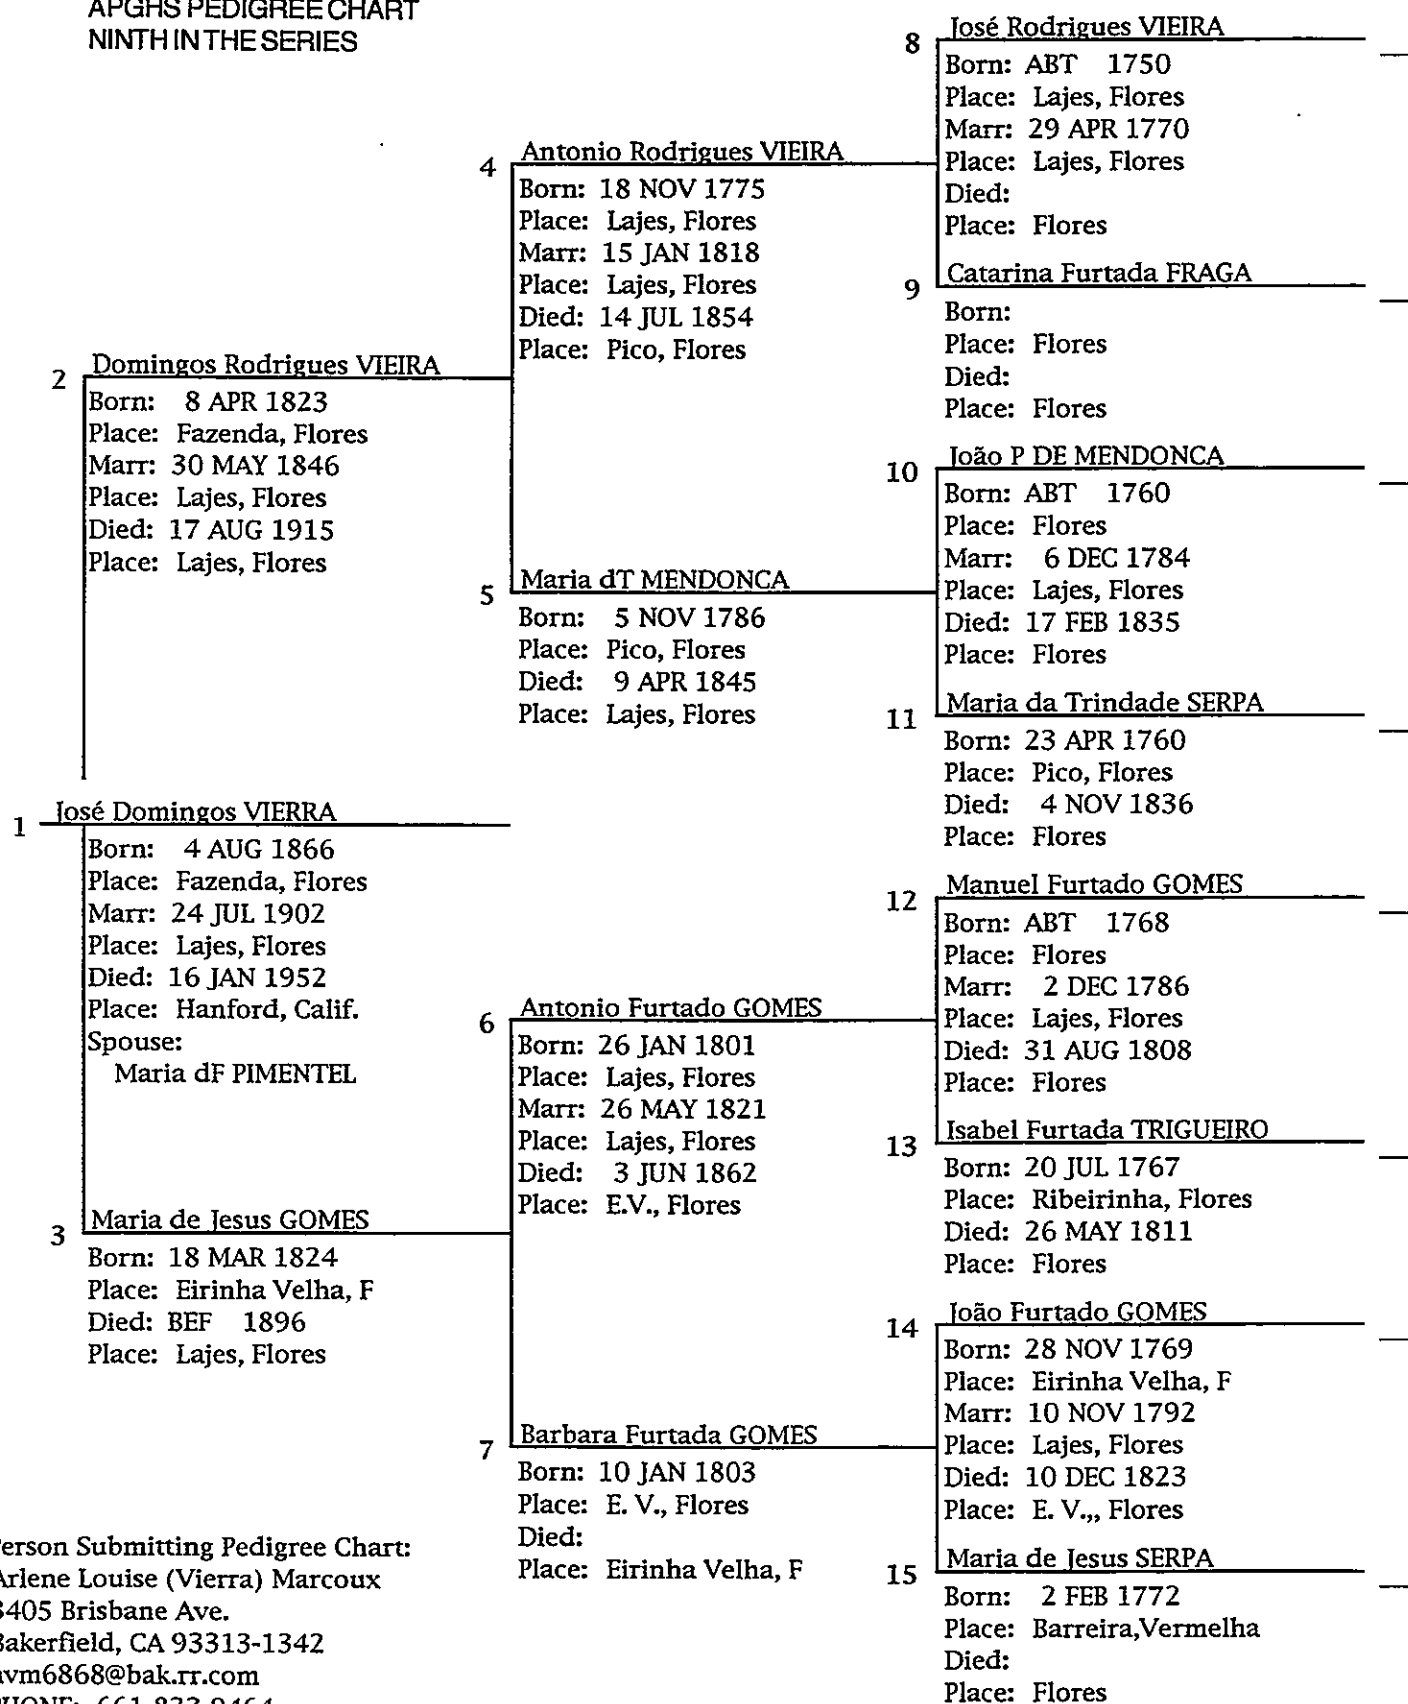 APGHS PEDIGREE CHART
NINTH IN THE SERIES
8 José Rodrigues VIEIRA
Born: ABT 1750
Place: Lajes, Flores
Marr: 29 APR 1770
Place: Lajes, Flores
Died:
Place: Flores
4 Antonio Rodrigues VIEIRA
Born: 18 NOV 1775
Place: Lajes, Flores
Marr: 15 JAN 1818
Place: Lajes, Flores
Died: 14 JUL 1854
Place: Pico, Flores
9 Catarina Furtada FRAGA
Born:
Place: Flores
Died:
Place: Flores
2 Domingos Rodrigues VIEIRA
Born: 8 APR 1823
Place: Fazenda, Flores
Marr: 30 MAY 1846
Place: Lajes, Flores
Died: 17 AUG 1915
Place: Lajes, Flores
10 João P DE MENDONCA
Born: ABT 1760
Place: Flores
Marr: 6 DEC 1784
Place: Lajes, Flores
Died: 17 FEB 1835
Place: Flores
5 Maria dT MENDONCA
Born: 5 NOV 1786
Place: Pico, Flores
Died: 9 APR 1845
Place: Lajes, Flores
11 Maria da Trindade SERPA
Born: 23 APR 1760
Place: Pico, Flores
Died: 4 NOV 1836
Place: Flores
1 José Domingos VIERRA
Born: 4 AUG 1866
Place: Fazenda, Flores
Marr: 24 JUL 1902
Place: Lajes, Flores
Died: 16 JAN 1952
Place: Hanford, Calif.
Spouse:
Maria dF PIMENTEL
12 Manuel Furtado GOMES
Born: ABT 1768
Place: Flores
Marr: 2 DEC 1786
Place: Lajes, Flores
Died: 31 AUG 1808
Place: Flores
6 Antonio Furtado GOMES
Born: 26 JAN 1801
Place: Lajes, Flores
Marr: 26 MAY 1821
Place: Lajes, Flores
Died: 3 JUN 1862
Place: E.V., Flores
13 Isabel Furtada TRIGUEIRO
Born: 20 JUL 1767
Place: Ribeirinha, Flores
Died: 26 MAY 1811
Place: Flores
3 Maria de Jesus GOMES
Born: 18 MAR 1824
Place: Eirinha Velha, F
Died: BEF 1896
Place: Lajes, Flores
14 João Furtado GOMES
Born: 28 NOV 1769
Place: Eirinha Velha, F
Marr: 10 NOV 1792
Place: Lajes, Flores
Died: 10 DEC 1823
Place: E. V.,, Flores
7 Barbara Furtada GOMES
Born: 10 JAN 1803
Place: E. V., Flores
Died:
Place: Eirinha Velha, F
15 Maria de Jesus SERPA
Born: 2 FEB 1772
Place: Barreira,Vermelha
Died:
Place: Flores
Person Submitting Pedigree Chart:
Arlene Louise (Vierra) Marcoux
3405 Brisbane Ave.
Bakerfield, CA 93313-1342
avm6868@bak.rr.com
PHONE: